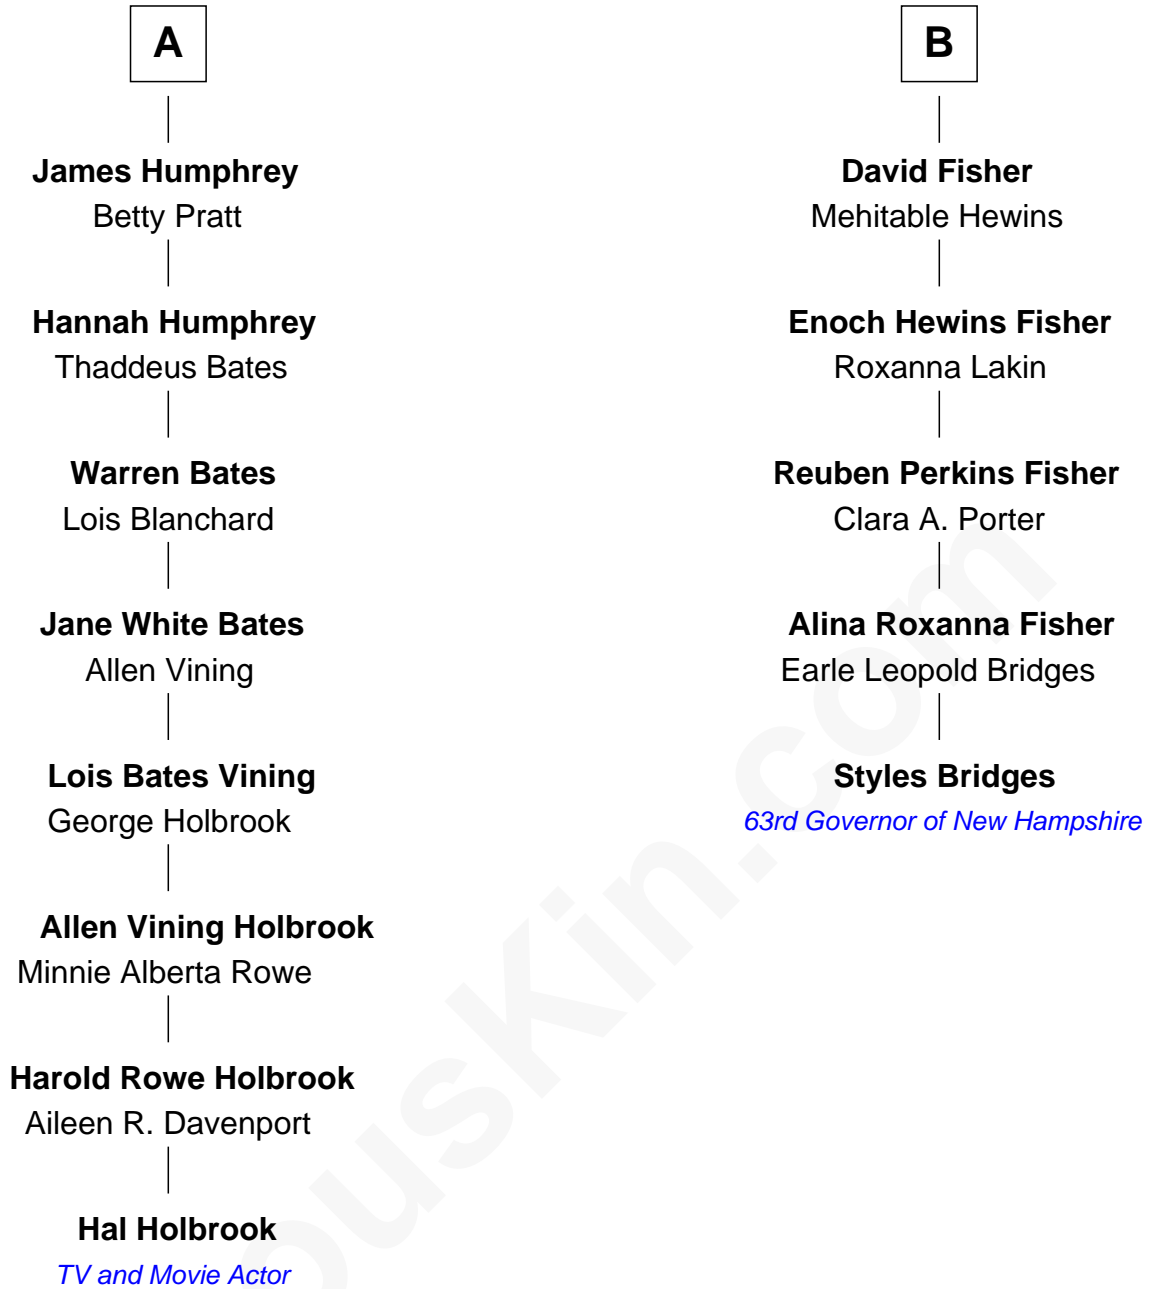 A
James Humphrey
Betty Pratt
Hannah Humphrey
Thaddeus Bates
Warren Bates
Lois Blanchard
Jane White Bates
Allen Vining
Lois Bates Vining
George Holbrook
Allen Vining Holbrook
Minnie Alberta Rowe
Harold Rowe Holbrook
Aileen R. Davenport
Hal Holbrook
TV and Movie Actor
B
David Fisher
Mehitable Hewins
Enoch Hewins Fisher
Roxanna Lakin
Reuben Perkins Fisher
Clara A. Porter
Alina Roxanna Fisher
Earle Leopold Bridges
Styles Bridges
63rd Governor of New Hampshire
ousKin.com